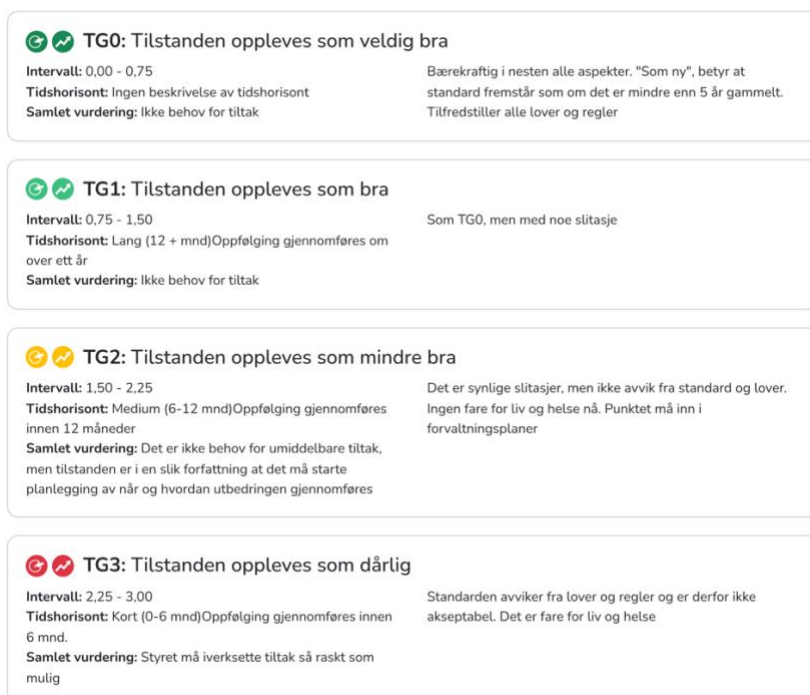 TG0: Tilstanden oppleves som veldig bra
Intervall: 0,00 - 0,75
Tidshorisont: Ingen beskrivelse av tidshorisont
Samlet vurdering: Ikke behov for tiltak
Bærekraftig i nesten alle aspekter. "Som ny", betyr at
standard fremstår som om det er mindre enn 5 år gammelt.
Tilfredstiller alle lover og regler
TG1: Tilstanden oppleves som bra
Intervall: 0,75 - 1,50
Tidshorisont: Lang (12 + mnd)Oppfølging gjennomføres om
over ett år
Samlet vurdering: Ikke behov for tiltak
Som TG0, men med noe slitasje
TG2: Tilstanden oppleves som mindre bra
Intervall: 1,50 - 2,25
Tidshorisont: Medium (6-12 mnd)Oppfølging gjennomføres
innen 12 måneder
Samlet vurdering: Det er ikke behov for umiddelbare tiltak,
men tilstanden er i en slik forfattning at det må starte
planlegging av når og hvordan utbedringen gjennomføres
Det er synlige slitasjer, men ikke avvik fra standard og lover.
Ingen fare for liv og helse nå. Punktet må inn i
forvaltningsplaner
TG3: Tilstanden oppleves som dårlig
Intervall: 2,25 - 3,00
Tidshorisont: Kort (0-6 mnd)Oppfølging gjennomføres innen
6 mnd.
Samlet vurdering: Styret må iverksette tiltak så raskt som
mulig
Standarden avviker fra lover og regler og er derfor ikke
akseptabel. Det er fare for liv og helse